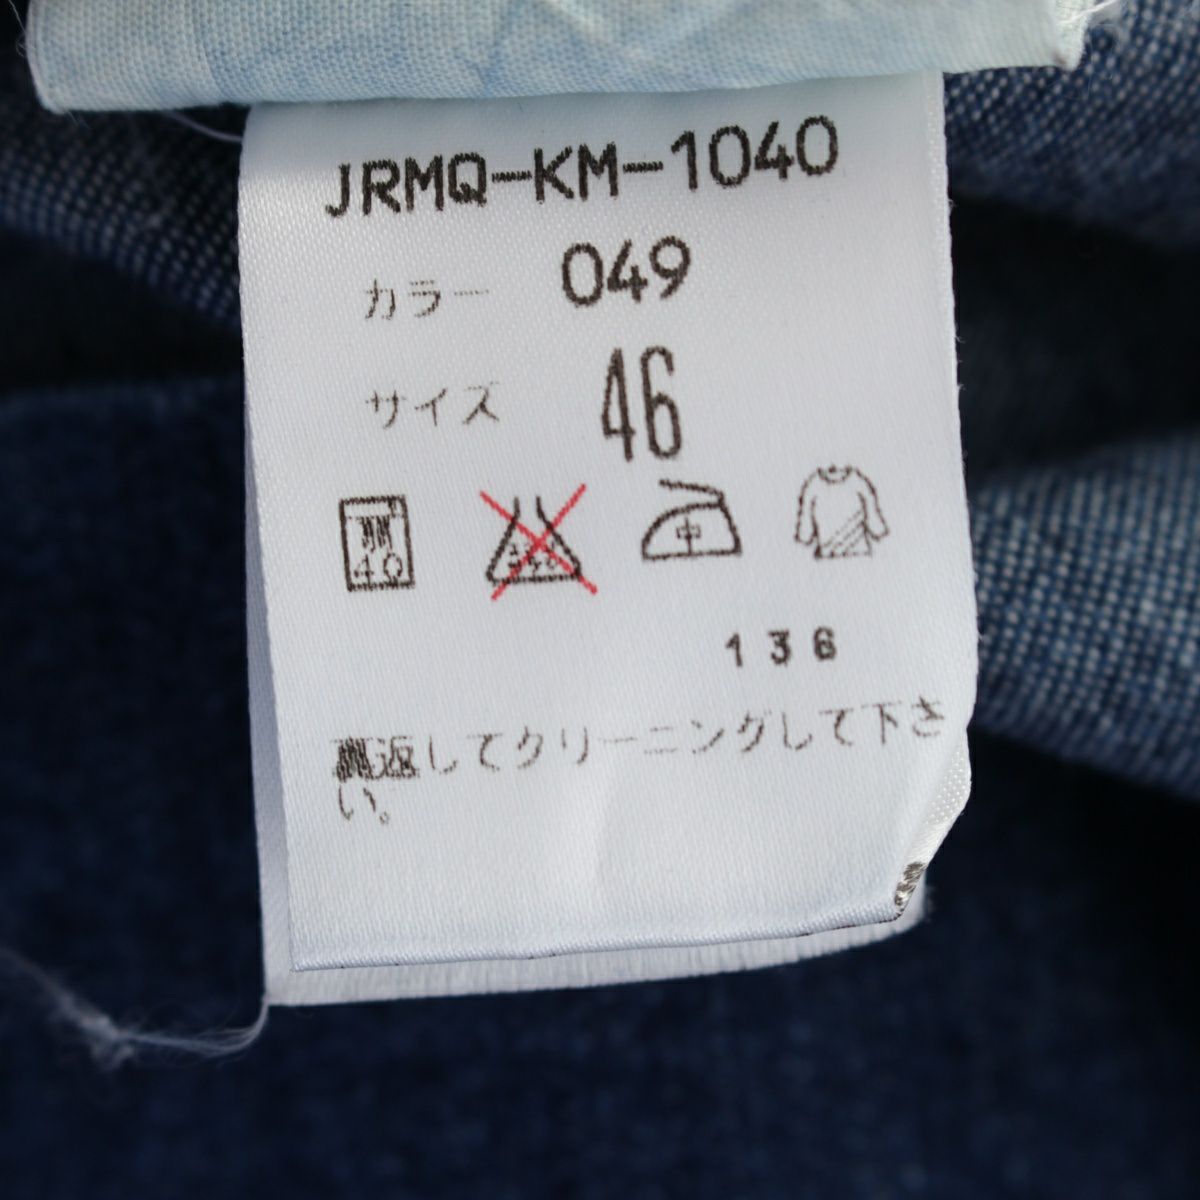 JRMQ-KM-1040
カラー 049
サイズ 46
40 中
136
裏返してクリーニングして下さ
い。